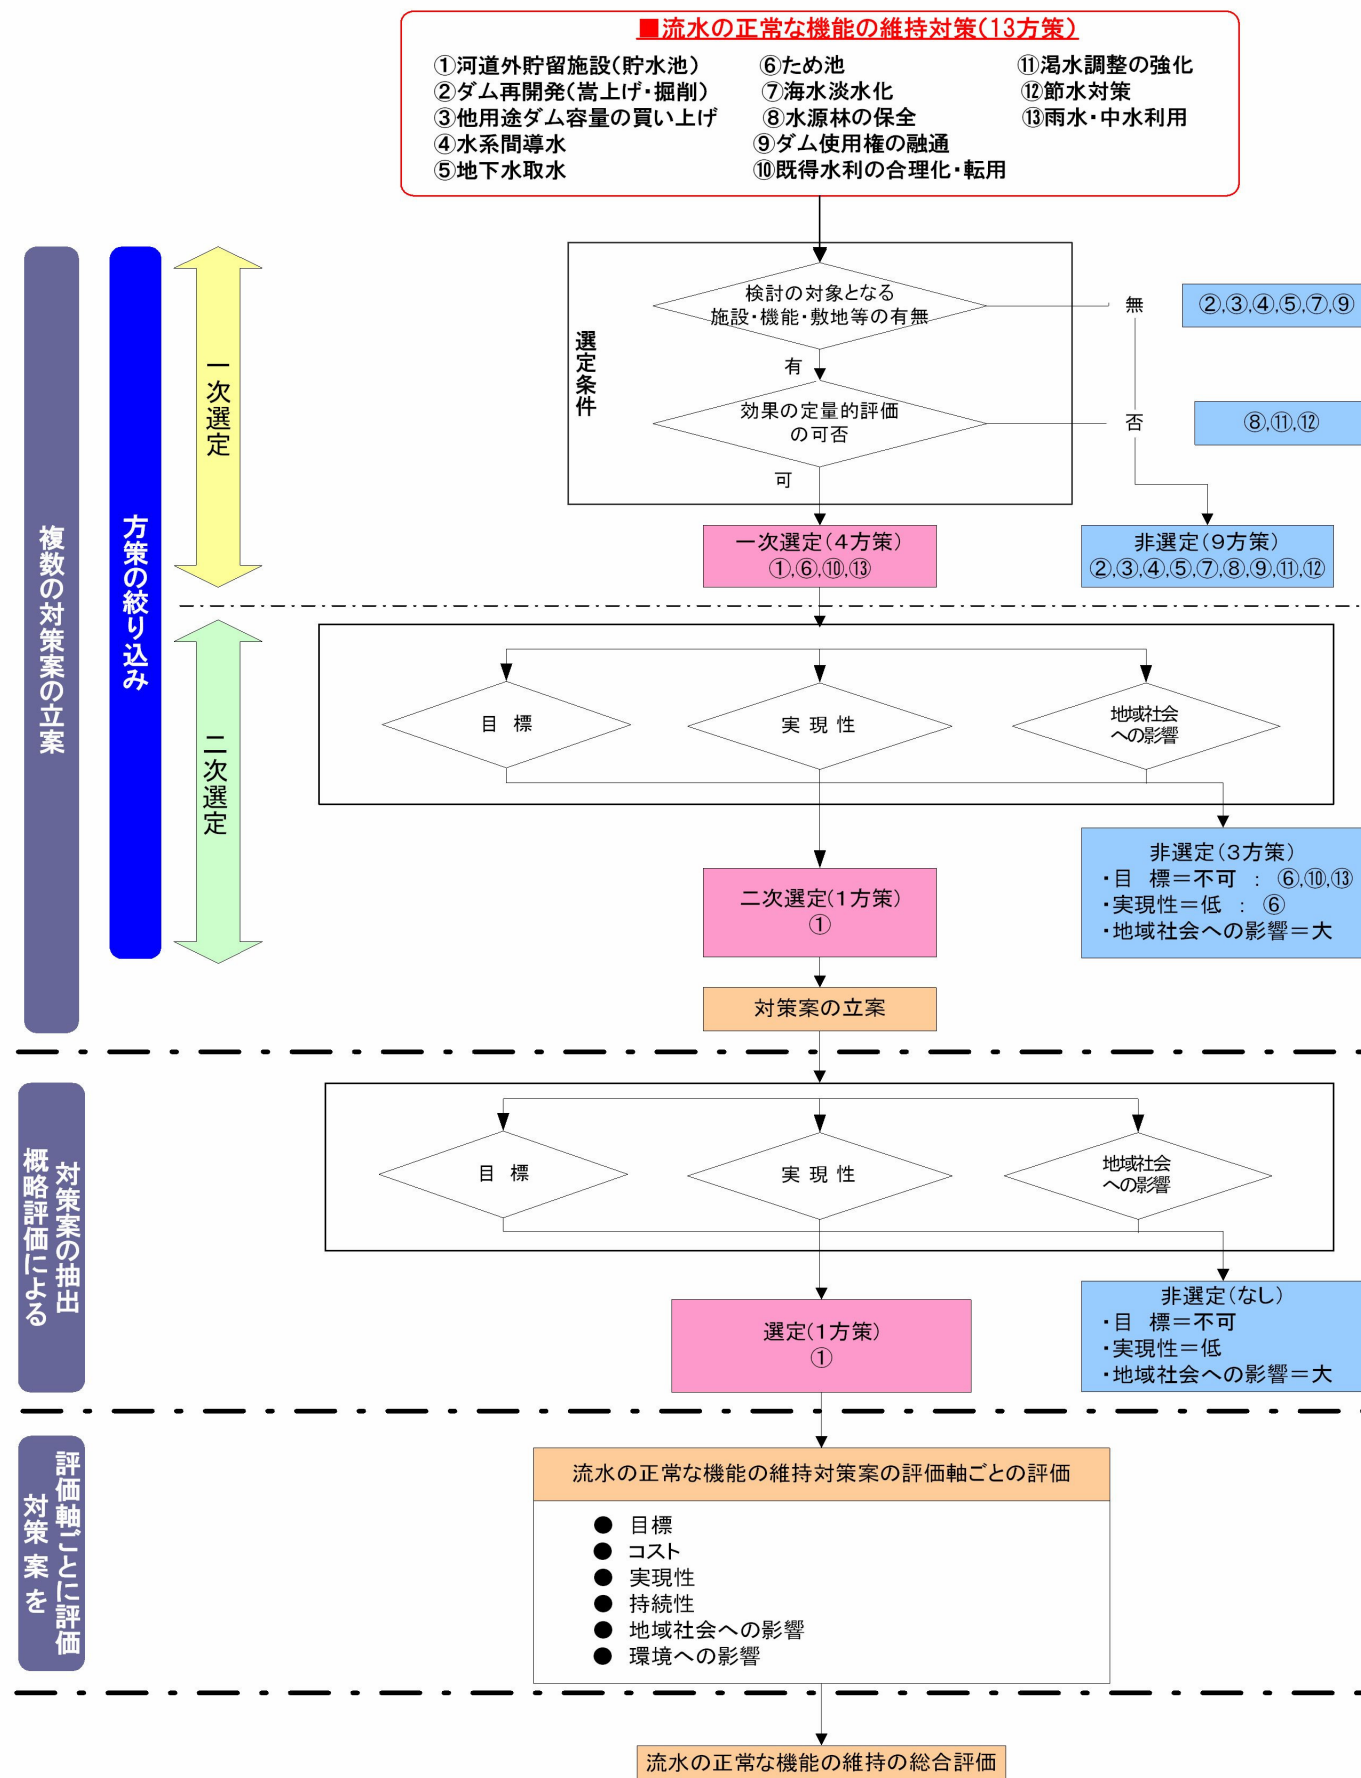 ■流水の正常な機能の維持対策(13方策)
①河道外貯留施設(貯水池)
②ダム再開発(嵩上げ・掘削)
③他用途ダム容量の買い上げ
④水系間導水
⑤地下水取水
⑥ため池
⑦海水淡水化
⑧水源林の保全
⑨ダム使用権の融通
⑩既得水利の合理化・転用
⑪渇水調整の強化
⑫節水対策
⑬雨水・中水利用
複数の対策案の立案
方策の絞り込み
一次選定
選定条件
検討の対象となる
施設・機能・敷地等の有無
無
②,③,④,⑤,⑦,⑨
有
効果の定量的評価
の可否
否
⑧,⑪,⑫
可
一次選定(4方策)
①,⑥,⑩,⑬
非選定(9方策)
②,③,④,⑤,⑦,⑧,⑨,⑪,⑫
二次選定
目 標
実 現 性
地域社会
への影響
非選定(3方策)
・目 標=不可 : ⑥,⑩,⑬
・実現性=低 : ⑥
・地域社会への影響=大
二次選定(1方策)
①
対策案の立案
概略評価による
対策案の抽出
目 標
実 現 性
地域社会
への影響
選定(1方策)
①
非選定(なし)
・目 標=不可
・実現性=低
・地域社会への影響=大
対策案を
評価軸ごとに評価
流水の正常な機能の維持対策案の評価軸ごとの評価
● 目標
● コスト
● 実現性
● 持続性
● 地域社会への影響
● 環境への影響
流水の正常な機能の維持の総合評価